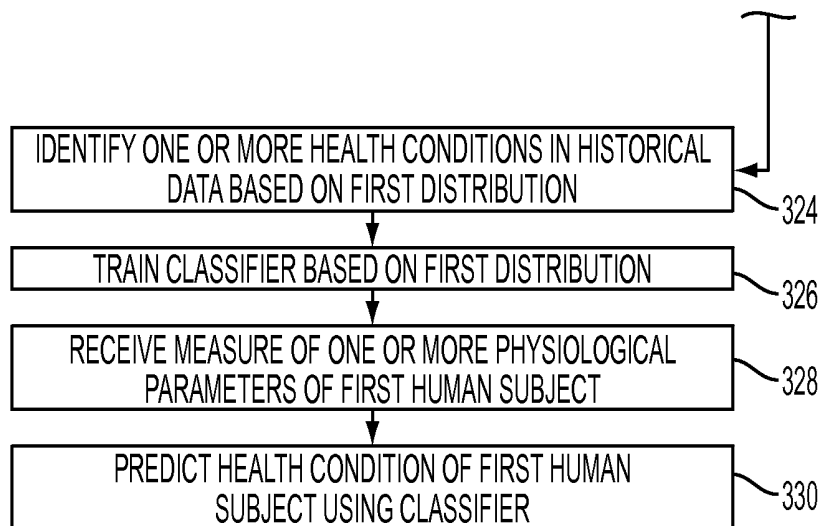 IDENTIFY ONE OR MORE HEALTH CONDITIONS IN HISTORICAL
DATA BASED ON FIRST DISTRIBUTION
324
TRAIN CLASSIFIER BASED ON FIRST DISTRIBUTION
326
RECEIVE MEASURE OF ONE OR MORE PHYSIOLOGICAL
PARAMETERS OF FIRST HUMAN SUBJECT
328
PREDICT HEALTH CONDITION OF FIRST HUMAN
SUBJECT USING CLASSIFIER
330